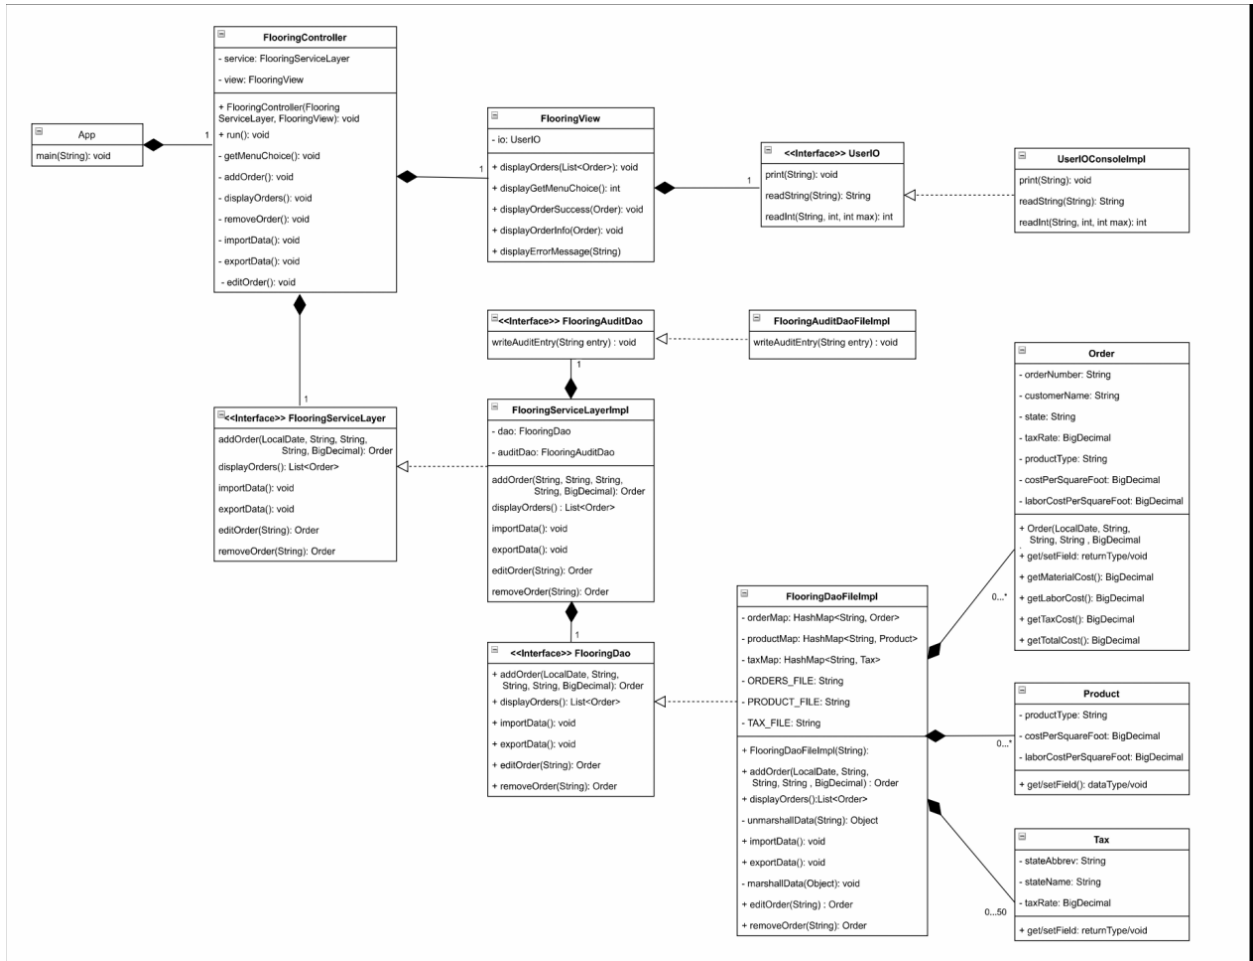 FlooringController
- service: FlooringServiceLayer
- view: FlooringView
+ FlooringController(Flooring
ServiceLayer, FlooringView): void
+ run(): void
- getMenuChoice(): void
- addOrder(): void
- displayOrders(): void
- removeOrder(): void
- importData(): void
- exportData(): void
- editOrder(): void
App
main(String): void
1
FlooringView
- io: UserIO
+ displayOrders(List<Order>): void
+ displayGetMenuChoice(): int
+ displayOrderSuccess(Order): void
+ displayOrderInfo(Order): void
+ displayErrorMessage(String)
1
<<Interface>> UserIO
print(String): void
readString(String): String
readInt(String, int, int max): int
1
UserIOConsoleImpl
print(String): void
readString(String): String
readInt(String, int, int max): int
<<Interface>> FlooringAuditDao
writeAuditEntry(String entry) : void
1
FlooringAuditDaoFileImpl
writeAuditEntry(String entry) : void
1
<<Interface>> FlooringServiceLayer
addOrder(LocalDate, String, String,
String, BigDecimal): Order
displayOrders(): List<Order>
importData(): void
exportData(): void
editOrder(String): Order
removeOrder(String): Order
FlooringServiceLayerImpl
- dao: FlooringDao
- auditDao: FlooringAuditDao
addOrder(String, String, String,
String, BigDecimal): Order
displayOrders() : List<Order>
importData(): void
exportData(): void
editOrder(String): Order
removeOrder(String): Order
1
<<Interface>> FlooringDao
+ addOrder(LocalDate, String,
String, String, BigDecimal): Order
+ displayOrders(): List<Order>
+ importData(): void
+ exportData(): void
+ editOrder(String): Order
+ removeOrder(String): Order
FlooringDaoFileImpl
- orderMap: HashMap<String, Order>
- productMap: HashMap<String, Product>
- taxMap: HashMap<String, Tax>
- ORDERS_FILE: String
- PRODUCT_FILE: String
- TAX_FILE: String
+ FlooringDaoFileImpl(String):
+ addOrder(LocalDate, String,
String, String , BigDecimal) : Order
+ displayOrders():List<Order>
- unmarshallData(String): Object
+ importData(): void
+ exportData(): void
- marshallData(Object): void
+ editOrder(String) : Order
+ removeOrder(String): Order
Order
- orderNumber: String
- customerName: String
- state: String
- taxRate: BigDecimal
- productType: String
- costPerSquareFoot: BigDecimal
- laborCostPerSquareFoot: BigDecimal
+ Order(LocalDate, String,
String, String , BigDecimal
+ get/setField: returnType/void
+ getMaterialCost(): BigDecimal
+ getLaborCost(): BigDecimal
+ getTaxCost(): BigDecimal
+ getTotalCost(): BigDecimal
0...*
Product
- productType: String
- costPerSquareFoot: BigDecimal
- laborCostPerSquareFoot: BigDecimal
+ get/setField(): dataType/void
0...*
Tax
- stateAbbrev: String
- stateName: String
- taxRate: BigDecimal
+ get/setField: returnType/void
0...50